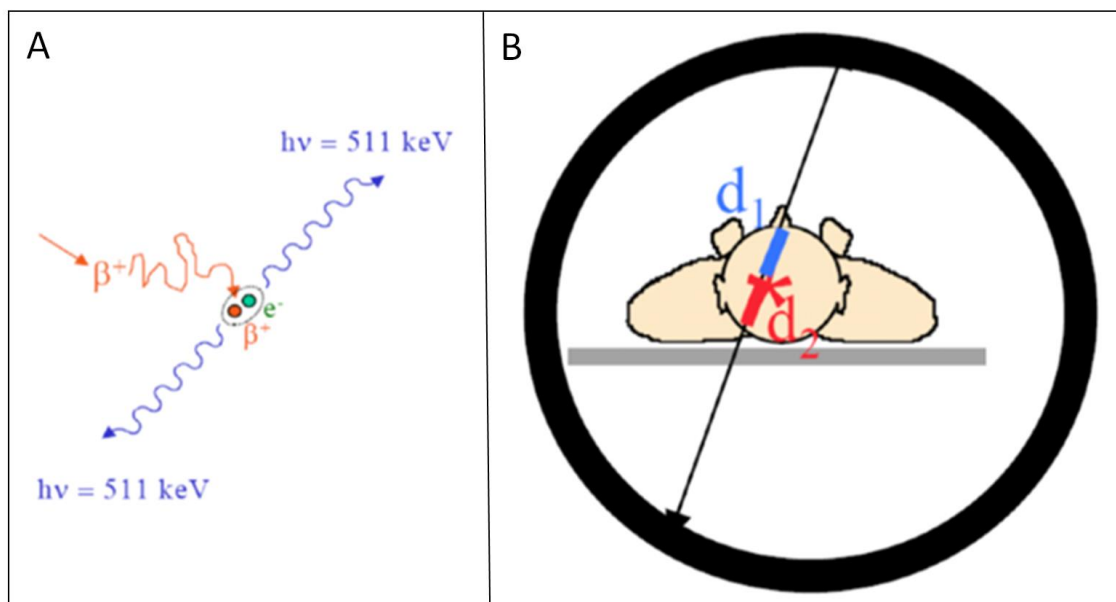 A
hν = 511 keV
β⁺
e⁻
β⁺
hν = 511 keV
B
d₁
d₂